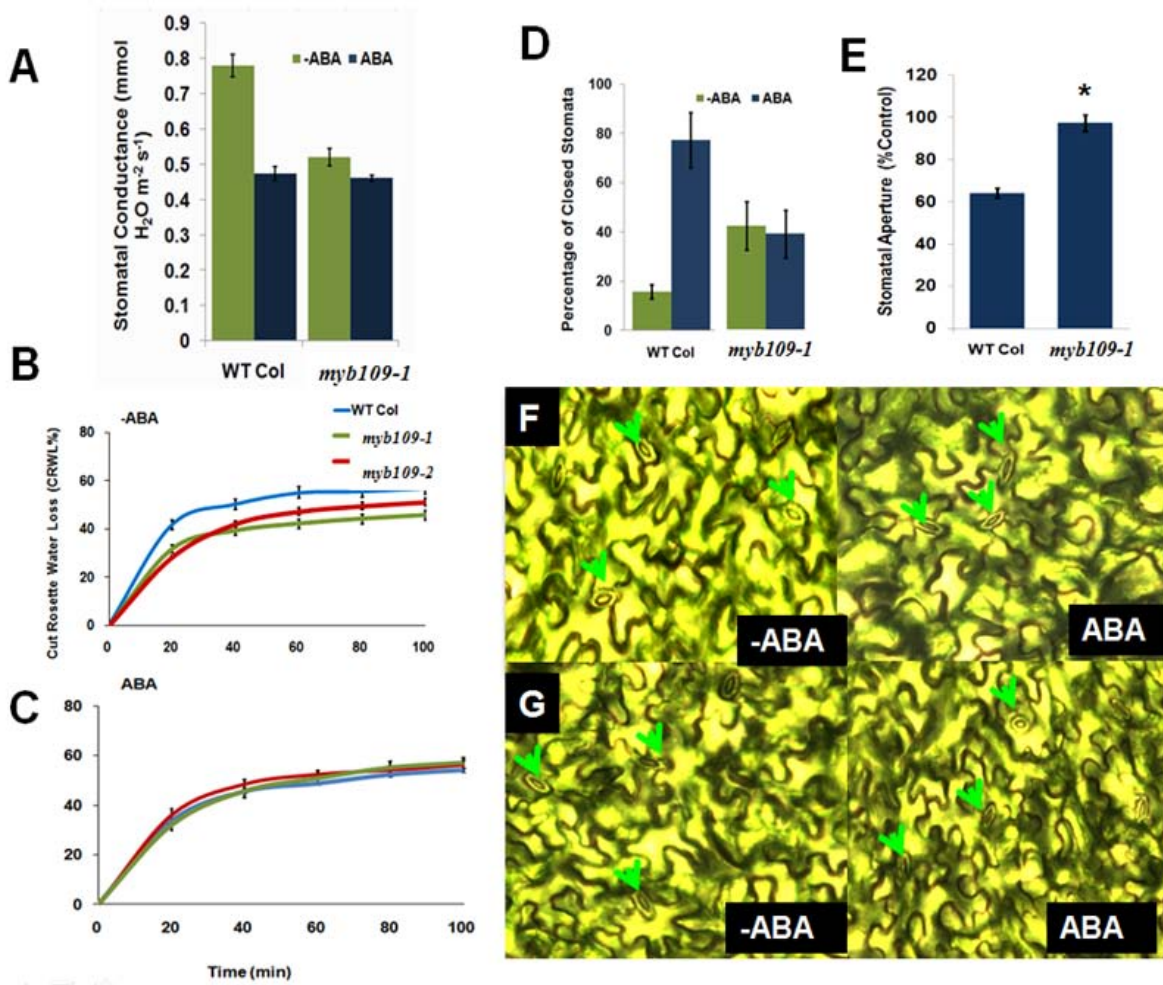 A
Stomatal Conductance (mmol
H2O m-2 s-1)
0.9
0.8
0.7
0.6
0.5
0.4
0.3
0.2
0.1
0
-ABA ABA
WT Col myb109-1
B
-ABA
WT Col
myb109-1
myb109-2
Cut Rosette Water Loss (CRWL%)
80
60
40
20
0
0 20 40 60 80 100
C
ABA
80
60
40
20
0
0 20 40 60 80 100
Time (min)
D
Percentage of Closed Stomata
100
80
60
40
20
0
-ABA ABA
WT Col myb109-1
E
Stomatal Aperture (%Control)
120
100
80
60
40
20
0
*
WT Col myb109-1
F
-ABA
ABA
G
-ABA
ABA